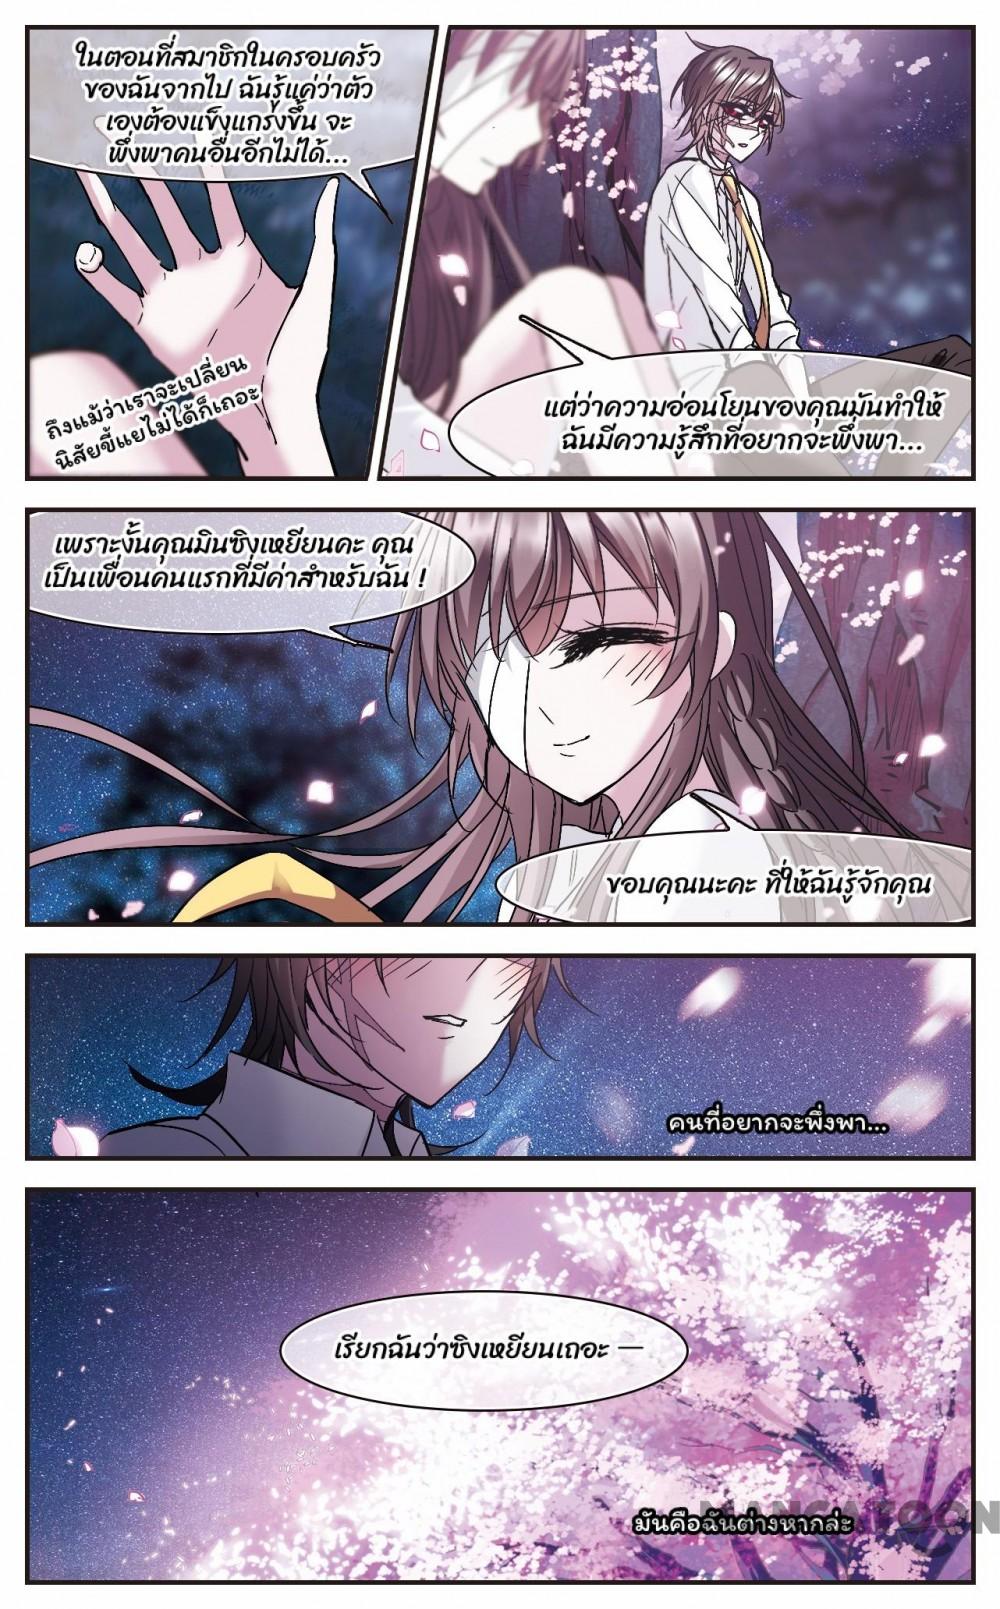 ในตอนที่สมาชิกในครอบครัว
ของฉันจากไป ฉันรู้แค่ว่าตัว
เองต้องแข็งแกร่งขึ้น จะ
พึ่งพาคนอื่นอีกไม่ได้...
ถึงแม้ว่าเราจะเปลี่ยน
นิสัยขี้แยไม่ได้ก็เถอะ
แต่ว่าความอ่อนโยนของคุณมันทำให้
ฉันมีความรู้สึกที่อยากจะพึ่งพา...
เพราะงั้นคุณมินซิงเหยียนคะ คุณ
เป็นเพื่อนคนแรกที่มีค่าสำหรับฉัน !
ขอบคุณนะคะ ที่ให้ฉันรู้จักคุณ
คนที่อยากจะพึ่งพา...
เรียกฉันว่าซิงเหยียนเถอะ —
มันคือฉันต่างหากล่ะ
MANGATOON